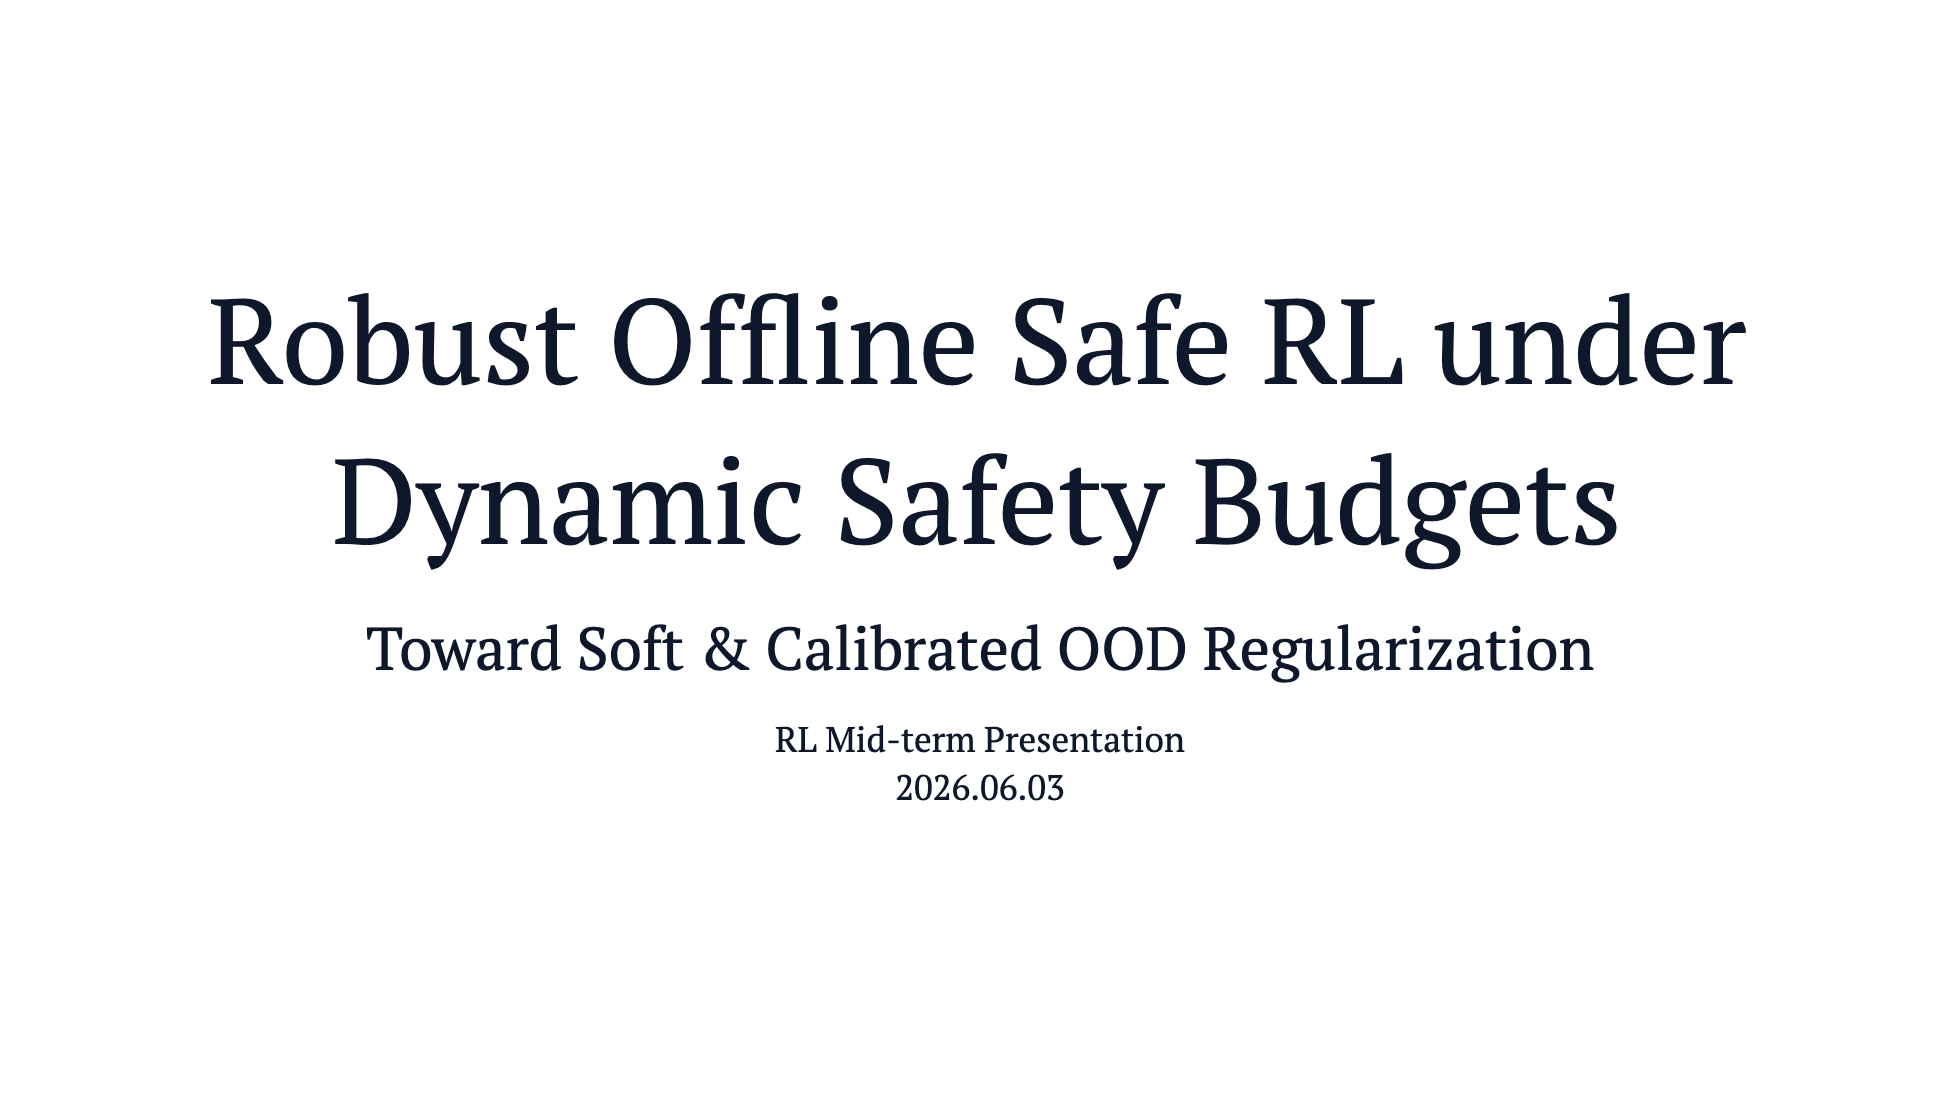 Robust Offline Safe RL under
Dynamic Safety Budgets
Toward Soft & Calibrated OOD Regularization
RL Mid-term Presentation
2026.06.03